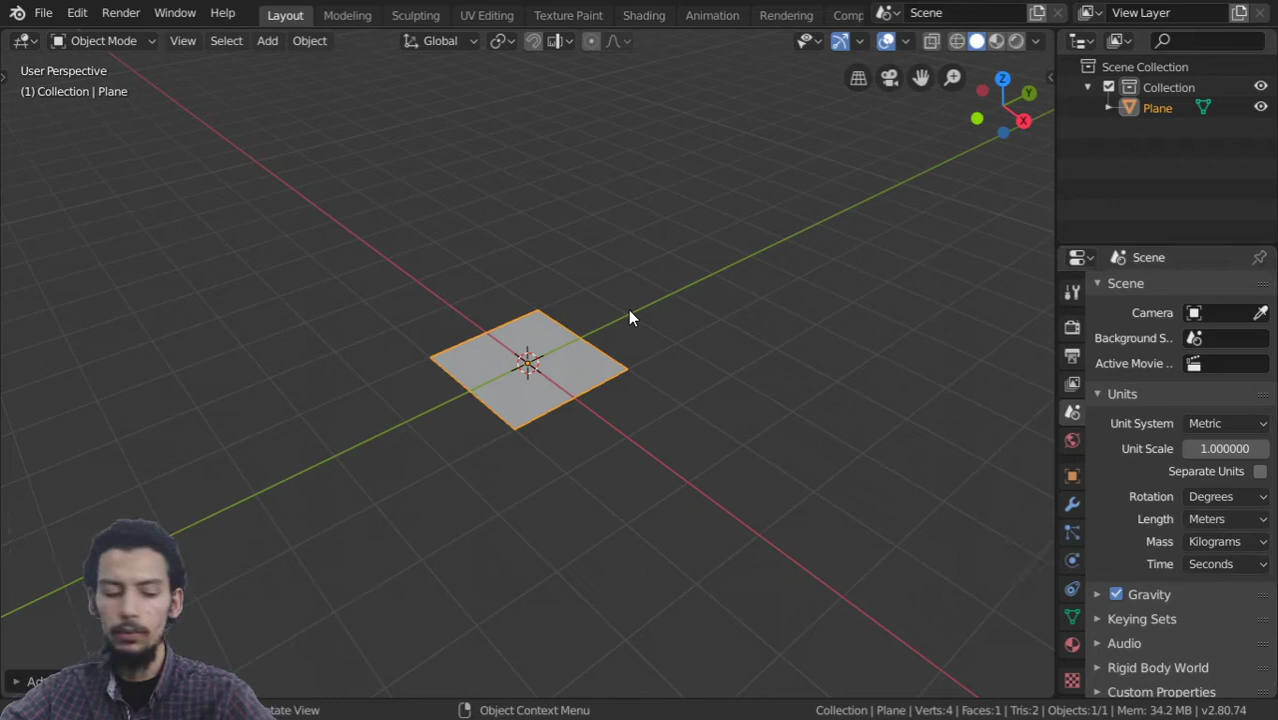 File Edit Render Window Help Layout Modeling Sculpting UV Editing Texture Paint Shading Animation Rendering Comp Scene View Layer
Object Mode View Select Add Object Global
User Perspective
(1) Collection | Plane
Z
Y
X
Scene Collection
Collection
Plane
Scene
Scene
Camera
Background S..
Active Movie ..
Units
Unit System Metric
Unit Scale 1.000000
Separate Units
Rotation Degrees
Length Meters
Mass Kilograms
Time Seconds
Gravity
Keying Sets
Audio
Rigid Body World
Custom Properties
Object Context Menu
Collection | Plane | Verts:4 | Faces:1 | Tris:2 | Objects:1/1 | Mem: 34.2 MB | v2.80.74